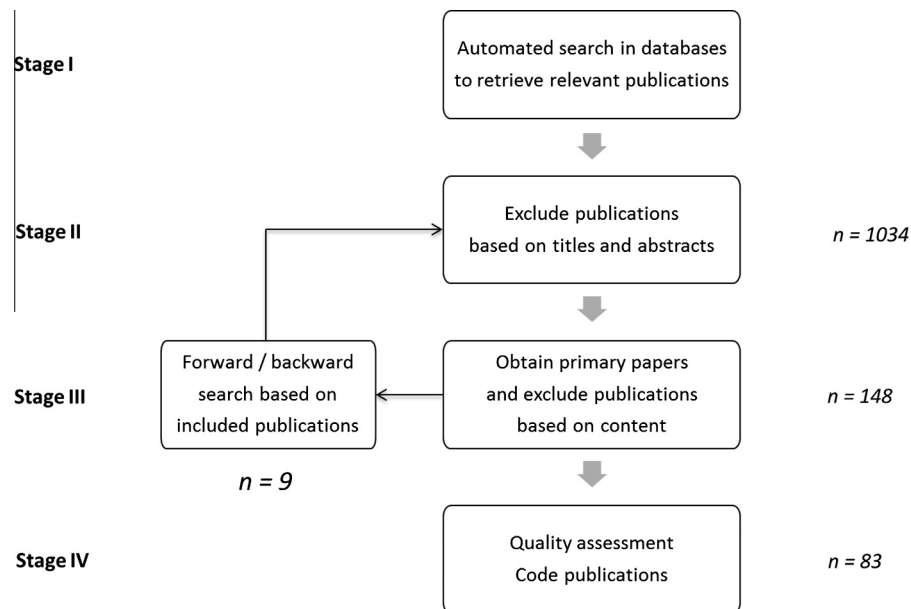 Stage I
Automated search in databases
to retrieve relevant publications
Stage II
Exclude publications
based on titles and abstracts
n = 1034
Stage III
Forward / backward
search based on
included publications
n = 9
Obtain primary papers
and exclude publications
based on content
n = 148
Stage IV
Quality assessment
Code publications
n = 83